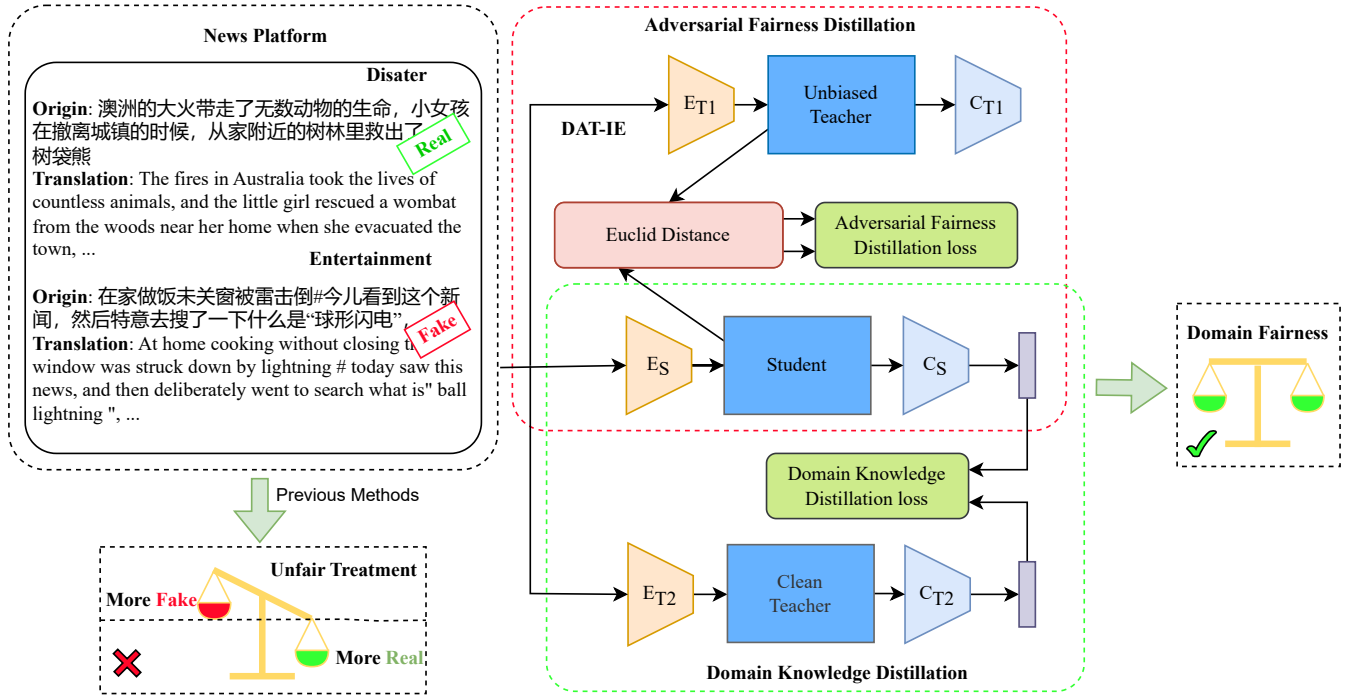 News Platform
Disater
Origin: 澳洲的大火带走了无数动物的生命，小女孩
在撤离城镇的时候，从家附近的树林里救出了
树袋熊
Real
Translation: The fires in Australia took the lives of
countless animals, and the little girl rescued a wombat
from the woods near her home when she evacuated the
town, ...
Entertainment
Origin: 在家做饭未关窗被雷击倒#今儿看到这个新
闻，然后特意去搜了一下什么是“球形闪电”，
Fake
Translation: At home cooking without closing
window was struck down by lightning # today saw this
news, and then deliberately went to search what is" ball
lightning ", ...
Previous Methods
Unfair Treatment
More Fake
More Real
Adversarial Fairness Distillation
DAT-IE
E_T1
Unbiased
Teacher
C_T1
Euclid Distance
Adversarial Fairness
Distillation loss
E_S
Student
C_S
Domain Knowledge
Distillation loss
E_T2
Clean
Teacher
C_T2
Domain Knowledge Distillation
Domain Fairness